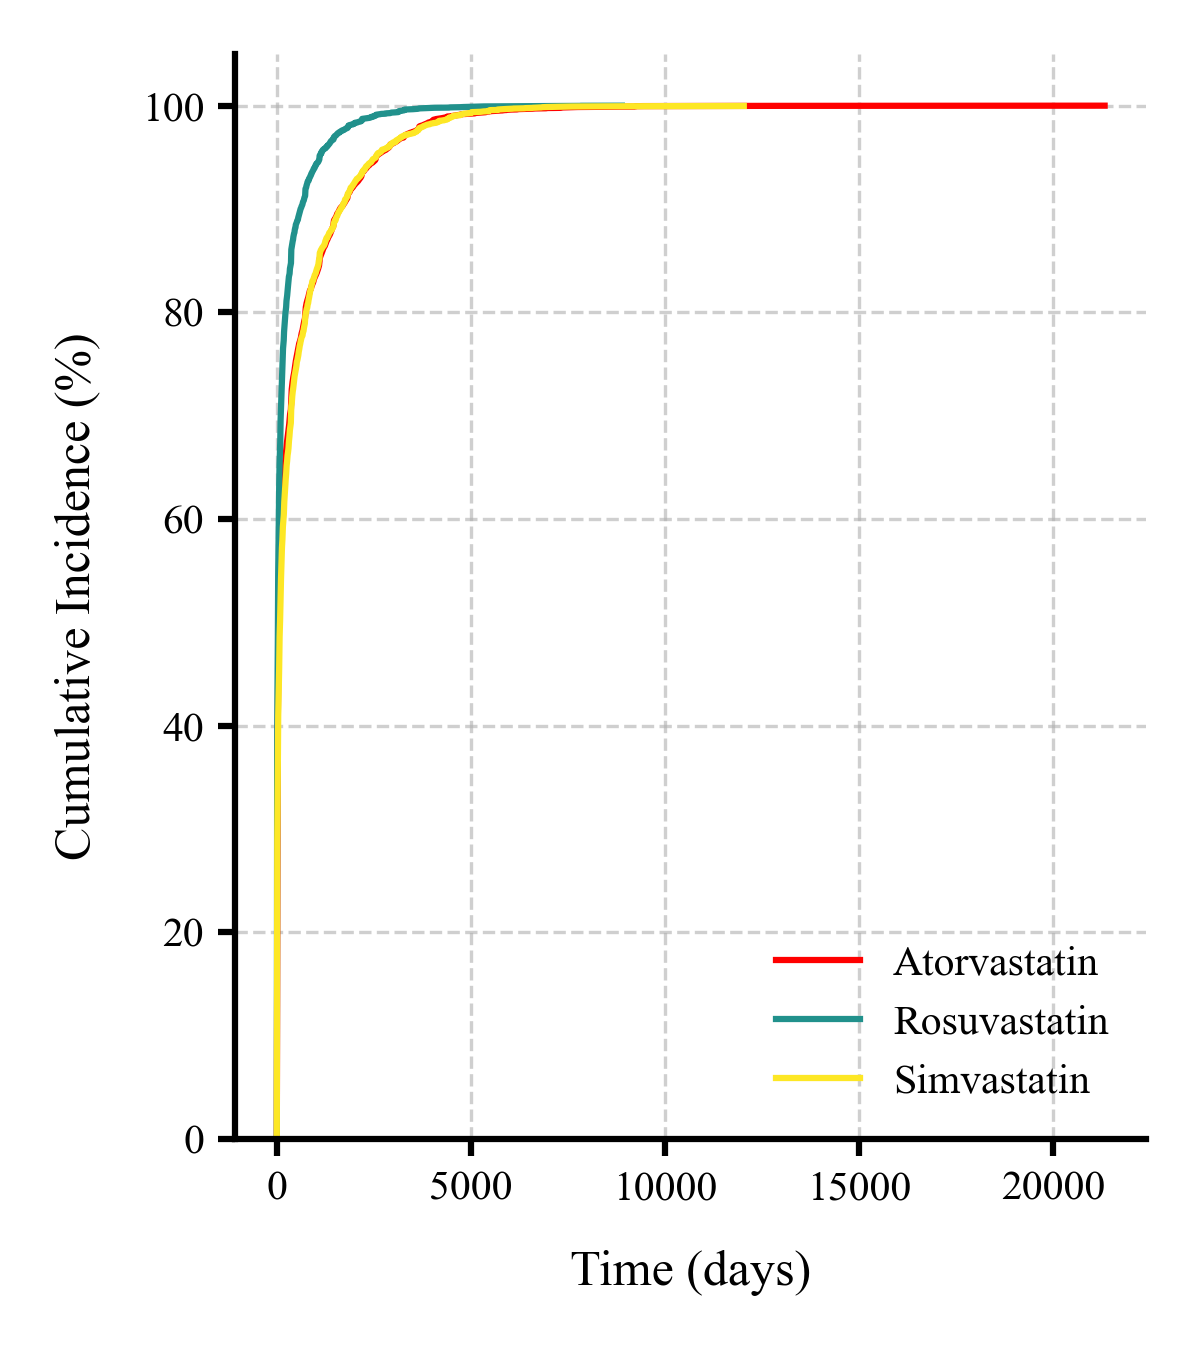 100
80
60
40
20
0
Cumulative Incidence (%)
Atorvastatin
Rosuvastatin
Simvastatin
0 5000 10000 15000 20000
Time (days)